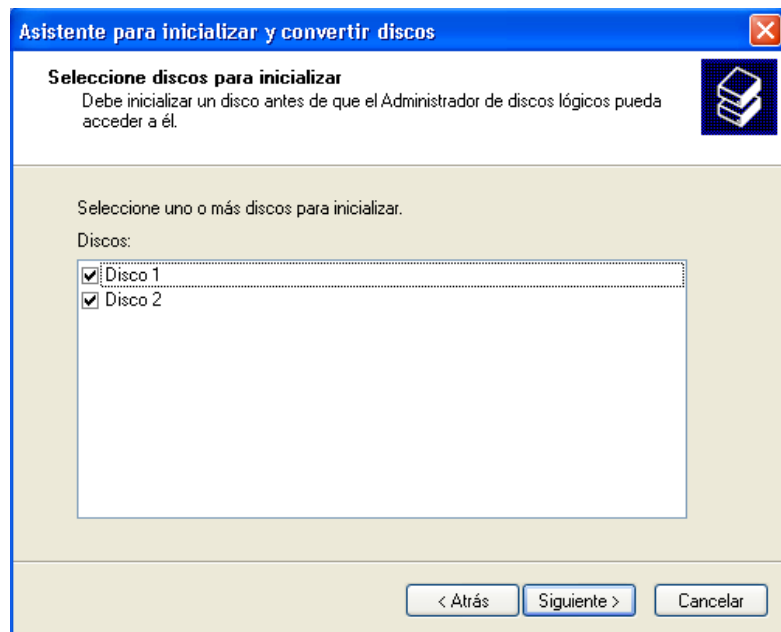 Asistente para inicializar y convertir discos
Seleccione discos para inicializar
Debe inicializar un disco antes de que el Administrador de discos lógicos pueda
acceder a él.
Seleccione uno o más discos para inicializar.
Discos:
Disco 1
Disco 2
< Atrás
Siguiente >
Cancelar